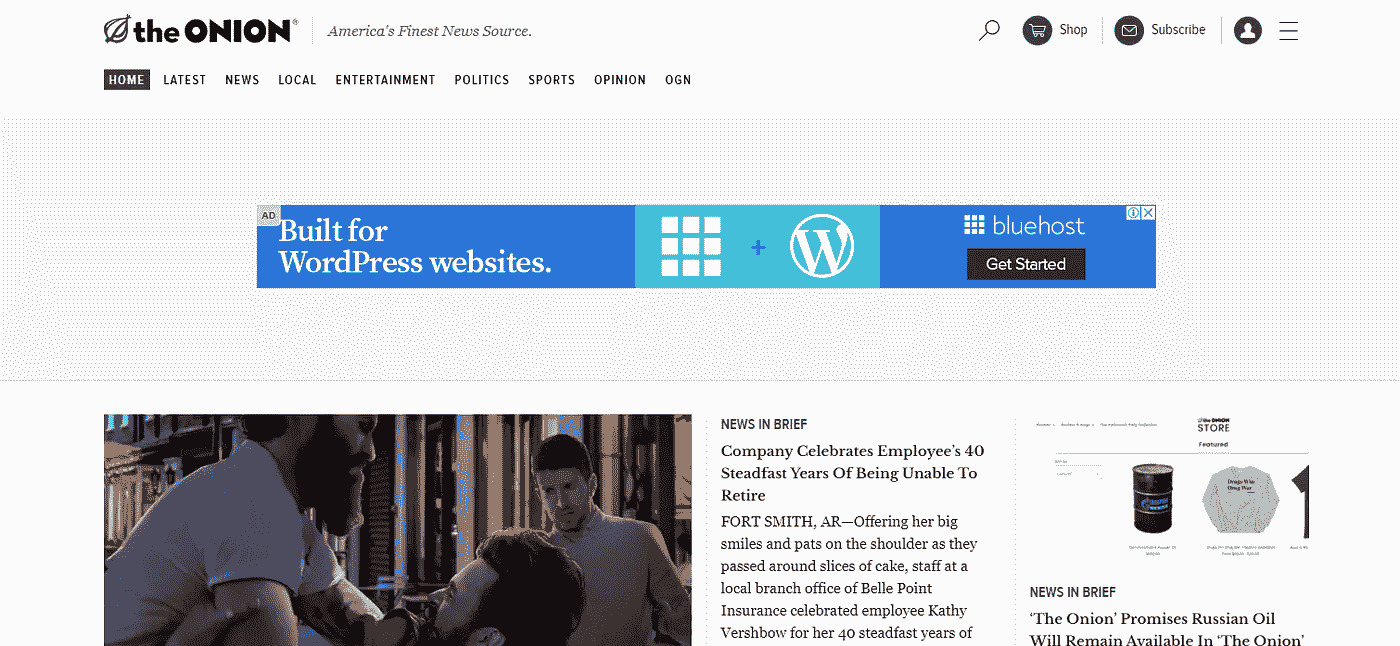 the ONION®
America's Finest News Source.
Shop
Subscribe
HOME LATEST NEWS LOCAL ENTERTAINMENT POLITICS SPORTS OPINION OGN
AD
Built for
WordPress websites.
+
bluehost
Get Started
NEWS IN BRIEF
Company Celebrates Employee’s 40
Steadfast Years Of Being Unable To
Retire
FORT SMITH, AR—Offering her big
smiles and pats on the shoulder as they
passed around slices of cake, staff at a
local branch office of Belle Point
Insurance celebrated employee Kathy
Vershbow for her 40 steadfast years of
the ONION
STORE
Featured
NEWS IN BRIEF
‘The Onion’ Promises Russian Oil
Will Remain Available In ‘The Onion’